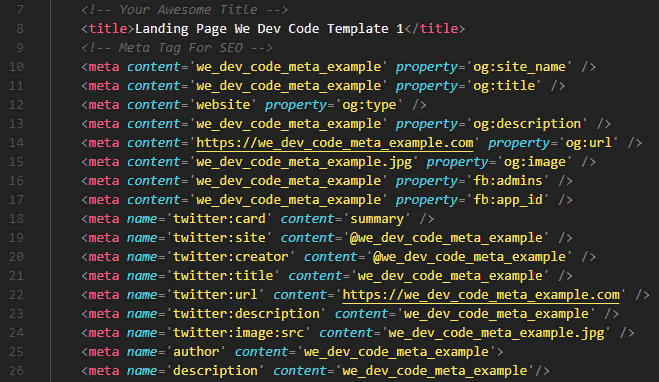 7 <!-- Your Awesome Title -->
8 <title>Landing Page We Dev Code Template 1</title>
9 <!-- Meta Tag For SEO -->
10 <meta content='we_dev_code_meta_example' property='og:site_name' />
11 <meta content='we_dev_code_meta_example' property='og:title' />
12 <meta content='website' property='og:type' />
13 <meta content='we_dev_code_meta_example' property='og:description' />
14 <meta content='https://we_dev_code_meta_example.com' property='og:url' />
15 <meta content='we_dev_code_meta_example.jpg' property='og:image' />
16 <meta content='we_dev_code_meta_example' property='fb:admins' />
17 <meta content='we_dev_code_meta_example' property='fb:app_id' />
18 <meta name='twitter:card' content='summary' />
19 <meta name='twitter:site' content='@we_dev_code_meta_example' />
20 <meta name='twitter:creator' content='@we_dev_code_meta_example' />
21 <meta name='twitter:title' content='we_dev_code_meta_example' />
22 <meta name='twitter:url' content='https://we_dev_code_meta_example.com' />
23 <meta name='twitter:description' content='we_dev_code_meta_example' />
24 <meta name='twitter:image:src' content='we_dev_code_meta_example.jpg' />
25 <meta name='author' content='we_dev_code_meta_example'>
26 <meta name='description' content='we_dev_code_meta_example'/>